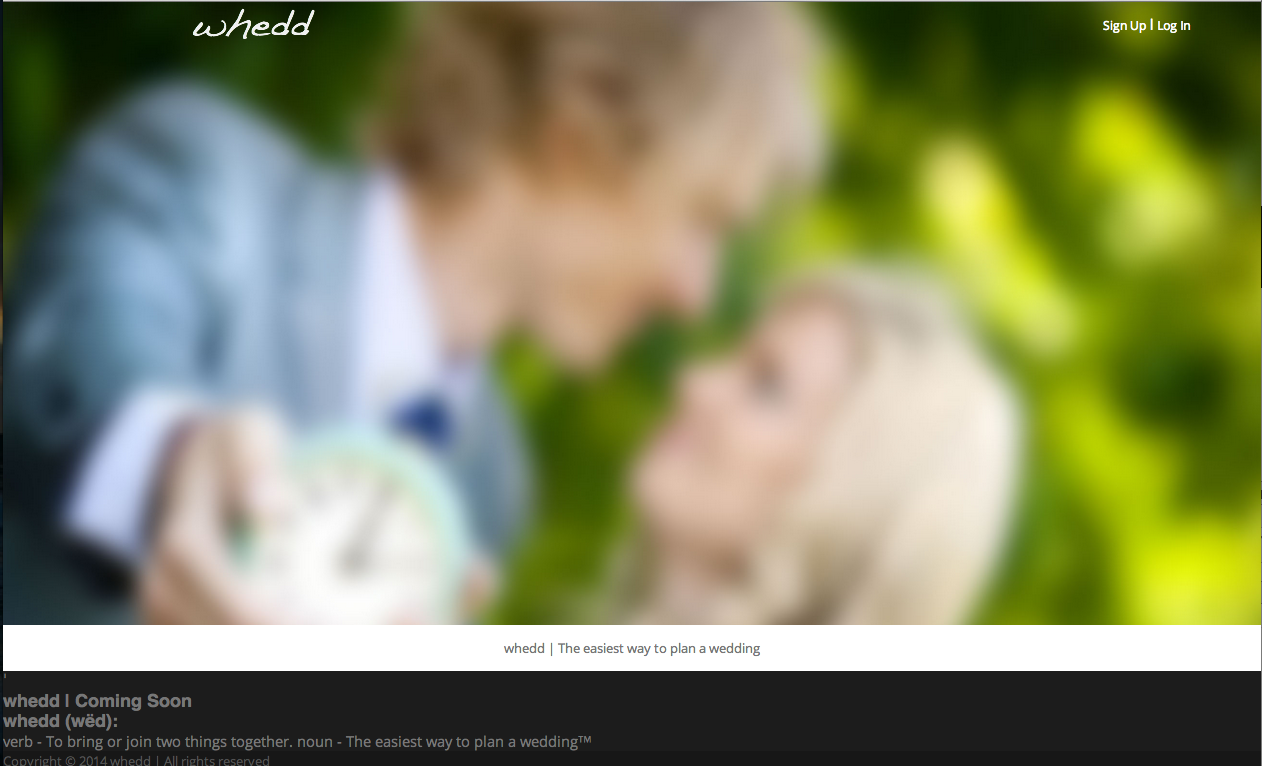 whedd
Sign Up | Log In
whedd | The easiest way to plan a wedding
'
whedd | Coming Soon
whedd (wëd):
verb - To bring or join two things together. noun - The easiest way to plan a wedding™
Copyright © 2014 whedd | All rights reserved